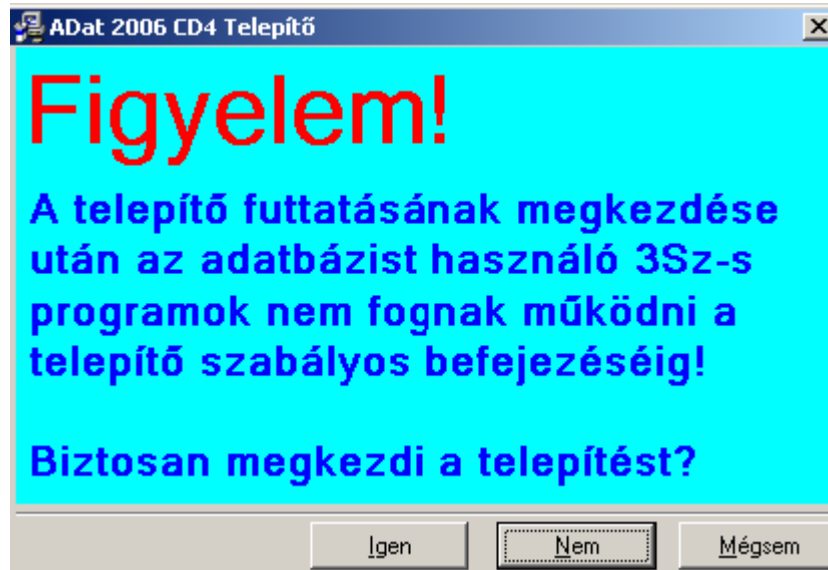 ADat 2006 CD4 Telepítő
Figyelem!
A telepítő futtatásának megkezdése
után az adatbázist használó 3Sz-s
programok nem fognak működni a
telepítő szabályos befejezéséig!
Biztosan megkezdi a telepítést?
Igen Nem Mégsem